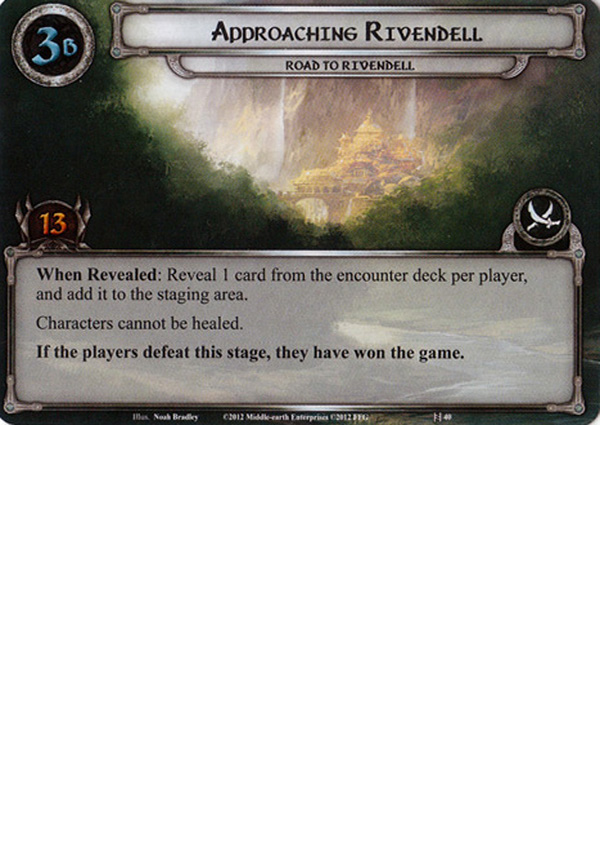 3B
APPROACHING RIVENDELL
ROAD TO RIVENDELL
13
When Revealed: Reveal 1 card from the encounter deck per player,
and add it to the staging area.
Characters cannot be healed.
If the players defeat this stage, they have won the game.
Illus. Noah Bradley ©2012 Middle-earth Enterprises ©2012 FFG 40